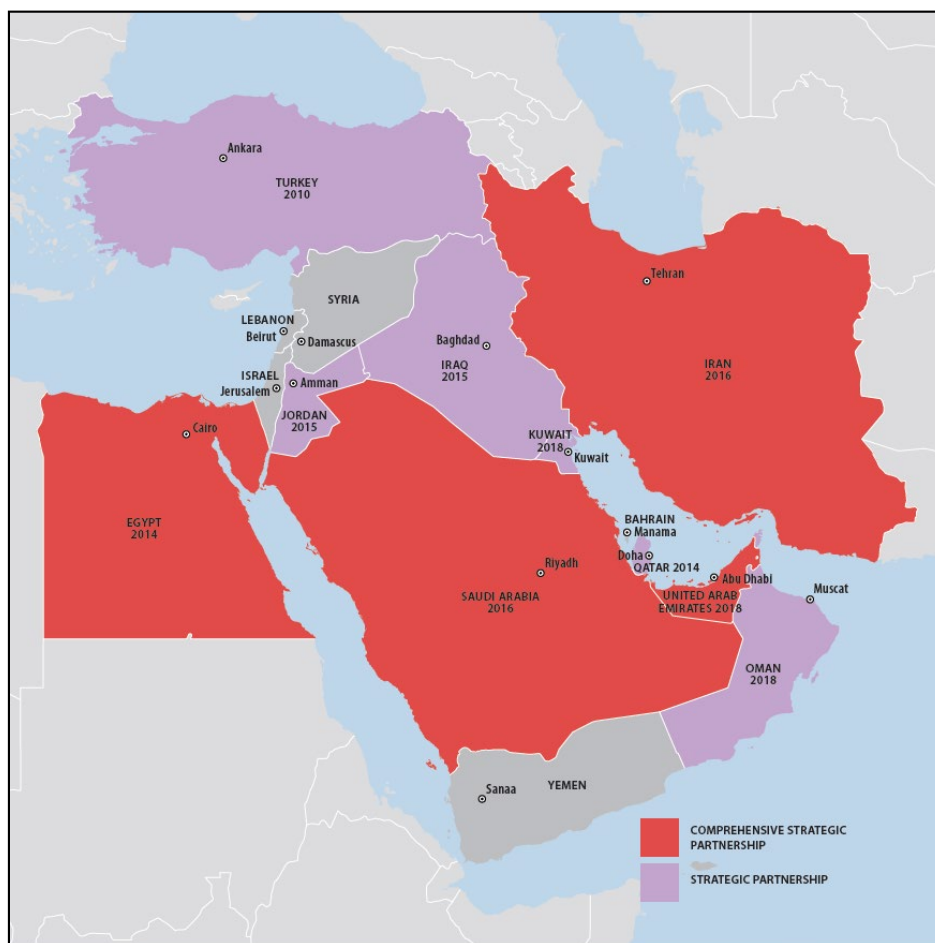 Ankara
TURKEY
2010
Tehran
SYRIA
LEBANON
Beirut
Damascus
Baghdad
IRAQ
2015
IRAN
2016
ISRAEL
Jerusalem
Amman
JORDAN
2015
Cairo
KUWAIT
2018
Kuwait
EGYPT
2014
BAHRAIN
Manama
Doha
QATAR 2014
Riyadh
Abu Dhabi
SAUDI ARABIA
2016
UNITED ARAB
EMIRATES 2018
Muscat
OMAN
2018
YEMEN
Sanaa
COMPREHENSIVE STRATEGIC
PARTNERSHIP
STRATEGIC PARTNERSHIP